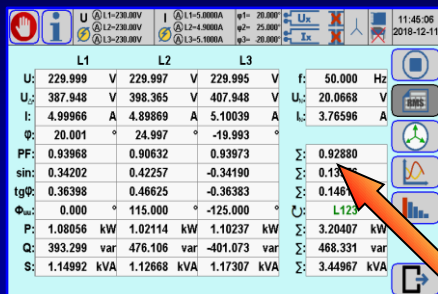 U Ⓐ L1=230.00V I Ⓐ L1=5.0000A φ1= 20.000° Ux 11:45:06
Ⓐ L2=230.00V Ⓐ L2=4.9000A φ2= 25.000° 2018-12-11
Ⓐ L3=230.00V Ⓐ L3=5.1000A φ3= -20.000° Ix
L1 L2 L3
U: 229.999 V 229.997 V 229.995 V f: 50.000 Hz
U△: 387.948 V 398.365 V 407.948 V 20.0668 V
I: 4.99966 A 4.89869 A 5.10039 A 3.76596 A
RMS
φ: 20.001 ° 24.997 ° -19.993 °
PF: 0.93968 0.90632 0.93973 Σ: 0.92880
sin: 0.34202 0.42257 -0.34190 Σ:
tgφ: 0.36398 0.46625 -0.36383 Σ:
Φuu: 0.000 ° 115.000 ° -125.000 ° L123
P: 1.08056 kW 1.02114 kW 1.10237 kW Σ: 3.20407 kW
Q: 393.299 var 476.106 var -401.073 var Σ: 468.331 var
S: 1.14992 kVA 1.12668 kVA 1.17307 kVA Σ: 3.44967 kVA